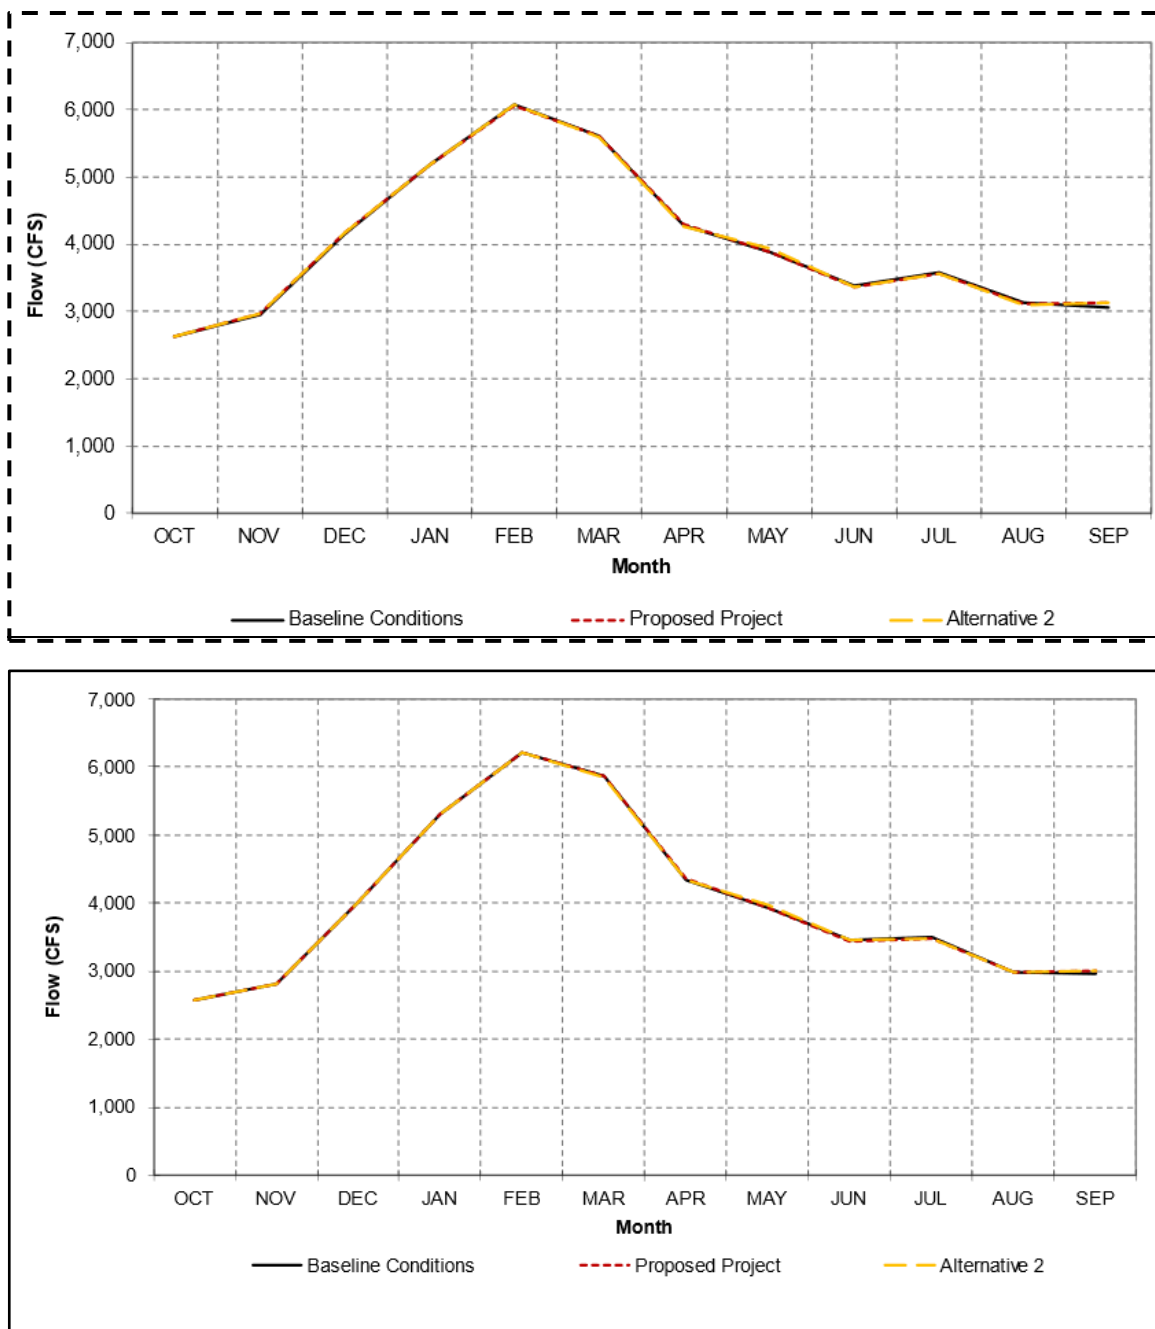 7,000
6,000
5,000
4,000
3,000
2,000
1,000
0
Flow (CFS)
OCT NOV DEC JAN FEB MAR APR MAY JUN JUL AUG SEP
Month
Baseline Conditions Proposed Project Alternative 2
7,000
6,000
5,000
4,000
3,000
2,000
1,000
0
Flow (CFS)
OCT NOV DEC JAN FEB MAR APR MAY JUN JUL AUG SEP
Month
Baseline Conditions Proposed Project Alternative 2